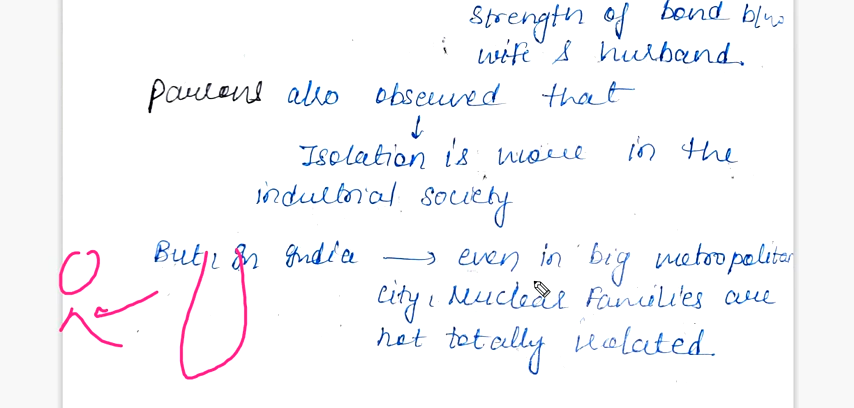 Strength of bond b/w
wife & husband.
Parsons also observed that
Isolation is more in the
industrial society
But, in India → even in big metropolitan
city, Nuclear Families are
not totally isolated.